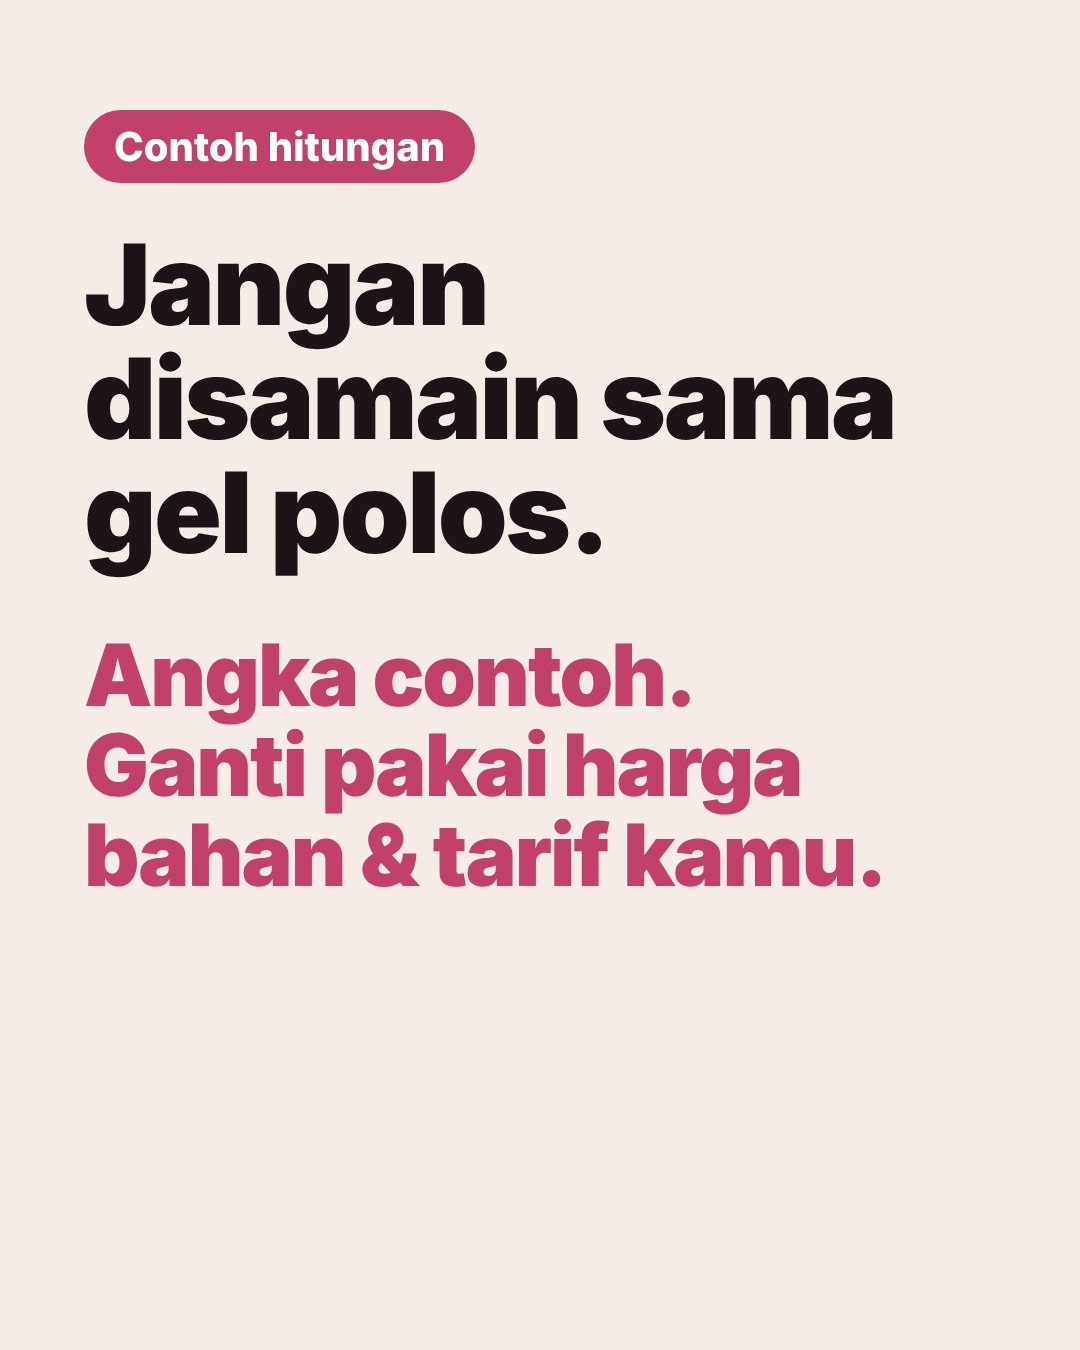 Contoh hitungan
Jangan
disamain sama
gel polos.
Angka contoh.
Ganti pakai harga
bahan & tarif kamu.